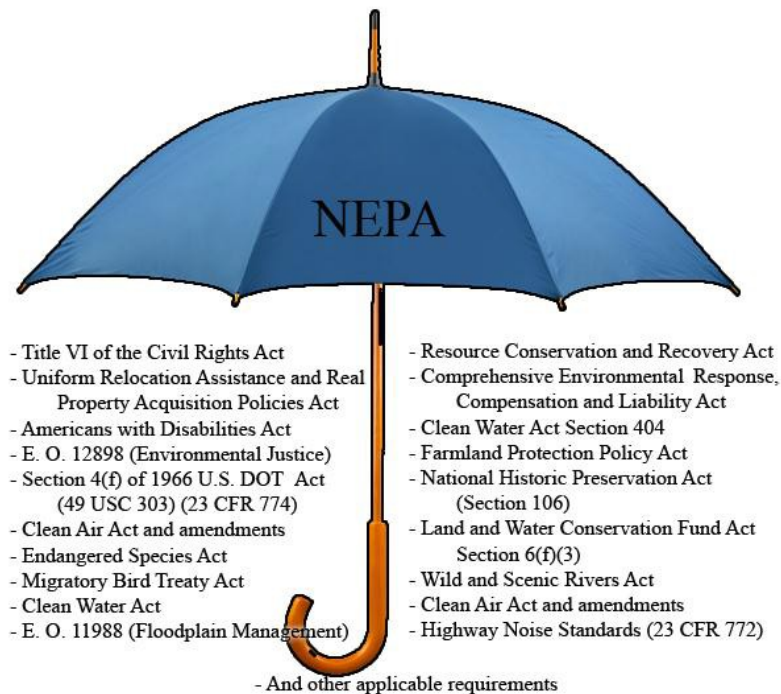 NEPA
- Title VI of the Civil Rights Act
- Uniform Relocation Assistance and Real
Property Acquisition Policies Act
- Americans with Disabilities Act
- E. O. 12898 (Environmental Justice)
- Section 4(f) of 1966 U.S. DOT Act
(49 USC 303) (23 CFR 774)
- Clean Air Act and amendments
- Endangered Species Act
- Migratory Bird Treaty Act
- Clean Water Act
- E. O. 11988 (Floodplain Management)
- Resource Conservation and Recovery Act
- Comprehensive Environmental Response,
Compensation and Liability Act
- Clean Water Act Section 404
- Farmland Protection Policy Act
- National Historic Preservation Act
(Section 106)
- Land and Water Conservation Fund Act
Section 6(f)(3)
- Wild and Scenic Rivers Act
- Clean Air Act and amendments
- Highway Noise Standards (23 CFR 772)
- And other applicable requirements